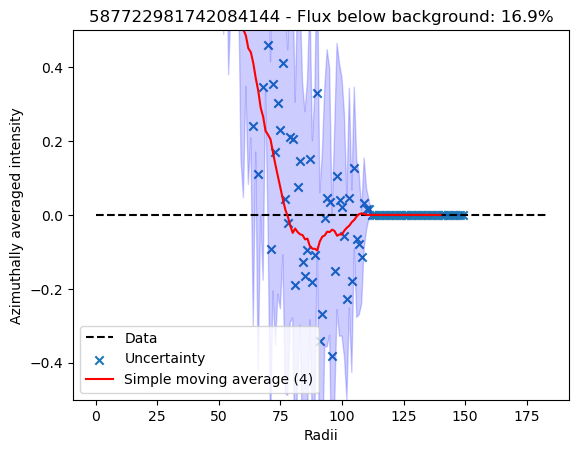 587722981742084144 - Flux below background: 16.9%
Azimuthally averaged intensity
0.4
0.2
0.0
−0.2
−0.4
Data
Uncertainty
Simple moving average (4)
0 25 50 75 100 125 150 175
Radii